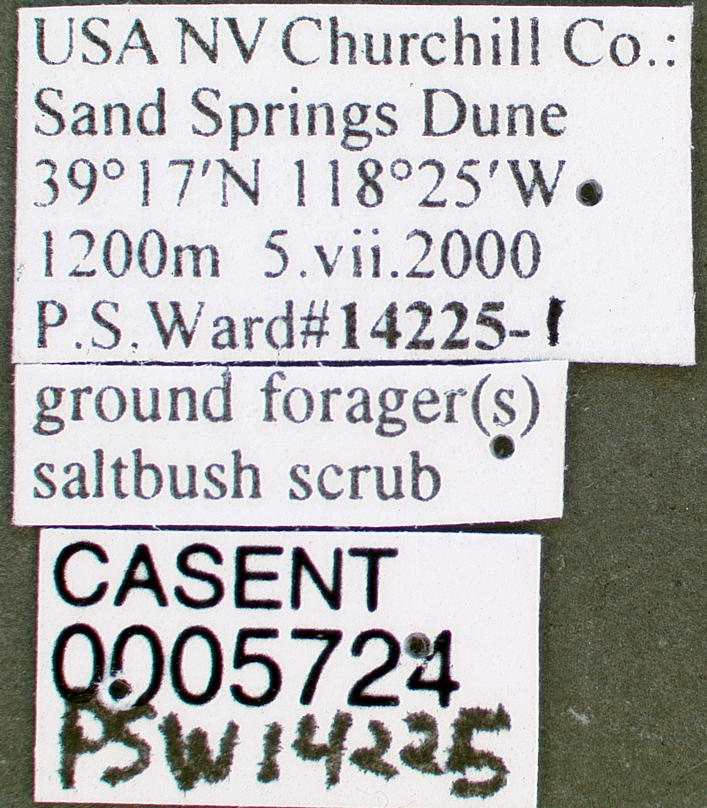 USA NV Churchill Co.:
Sand Springs Dune
39°17'N 118°25'W
1200m 5.vii.2000
P.S.Ward#14225-1
ground forager(s)
saltbush scrub
CASENT
0005724
PSW14225